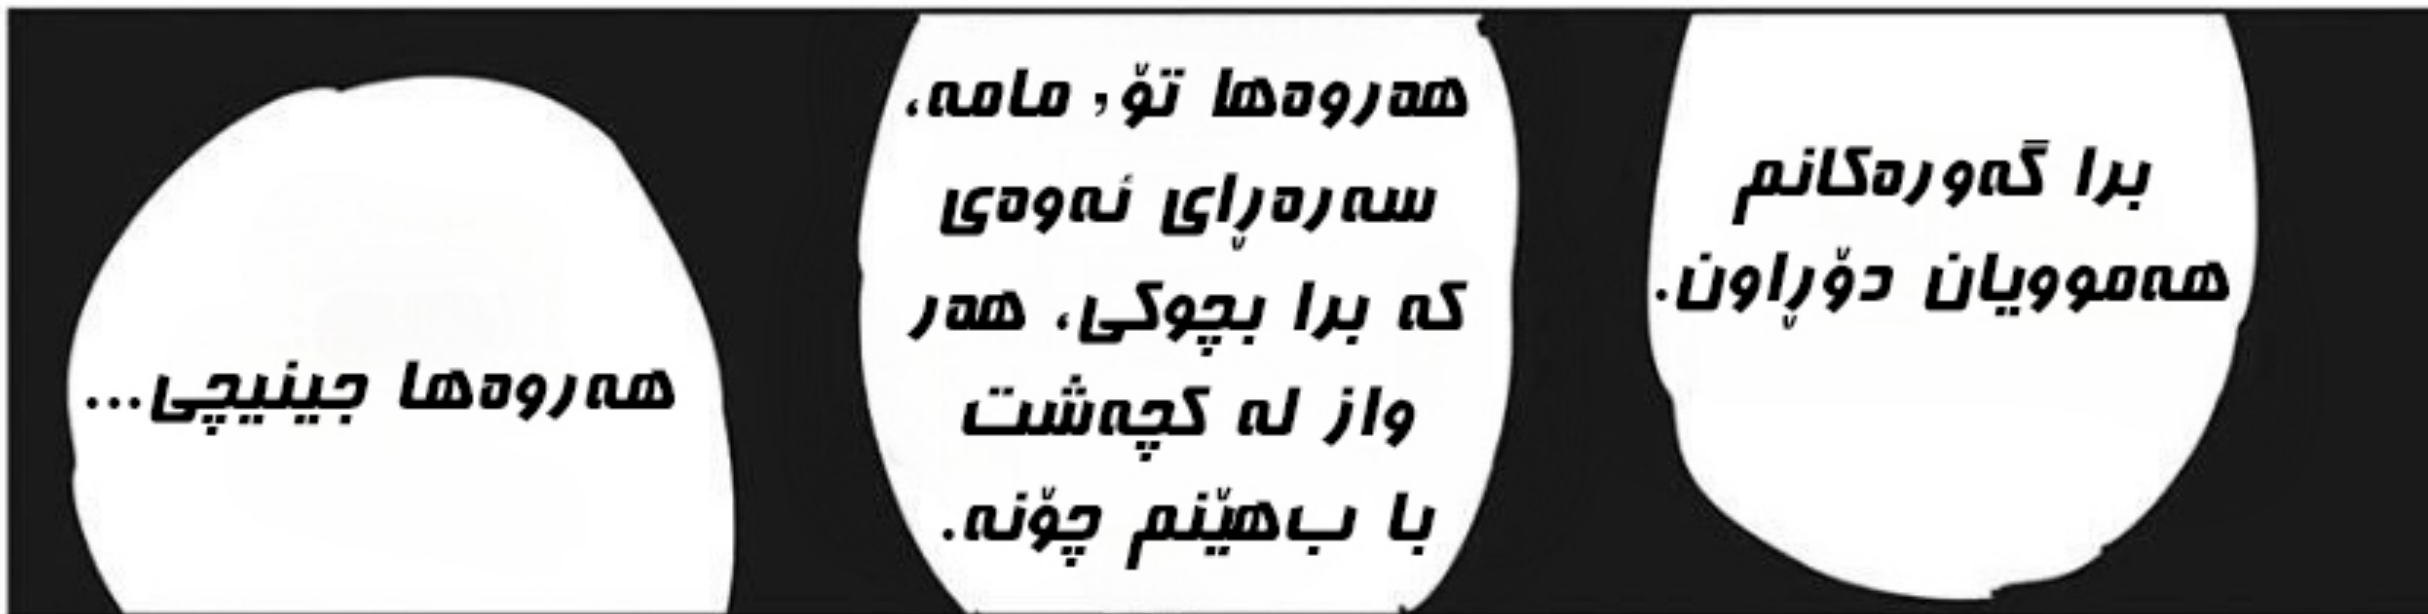 برا گەورەکانم
هەموویان دۆڕاون.
هەروەها تۆ, مامە،
سەرەڕای ئەوەی
کە برا بچوکی، هەر
واز لە کچەشت
با ب‌هێنم چۆنە.
هەروەها جینیچی...